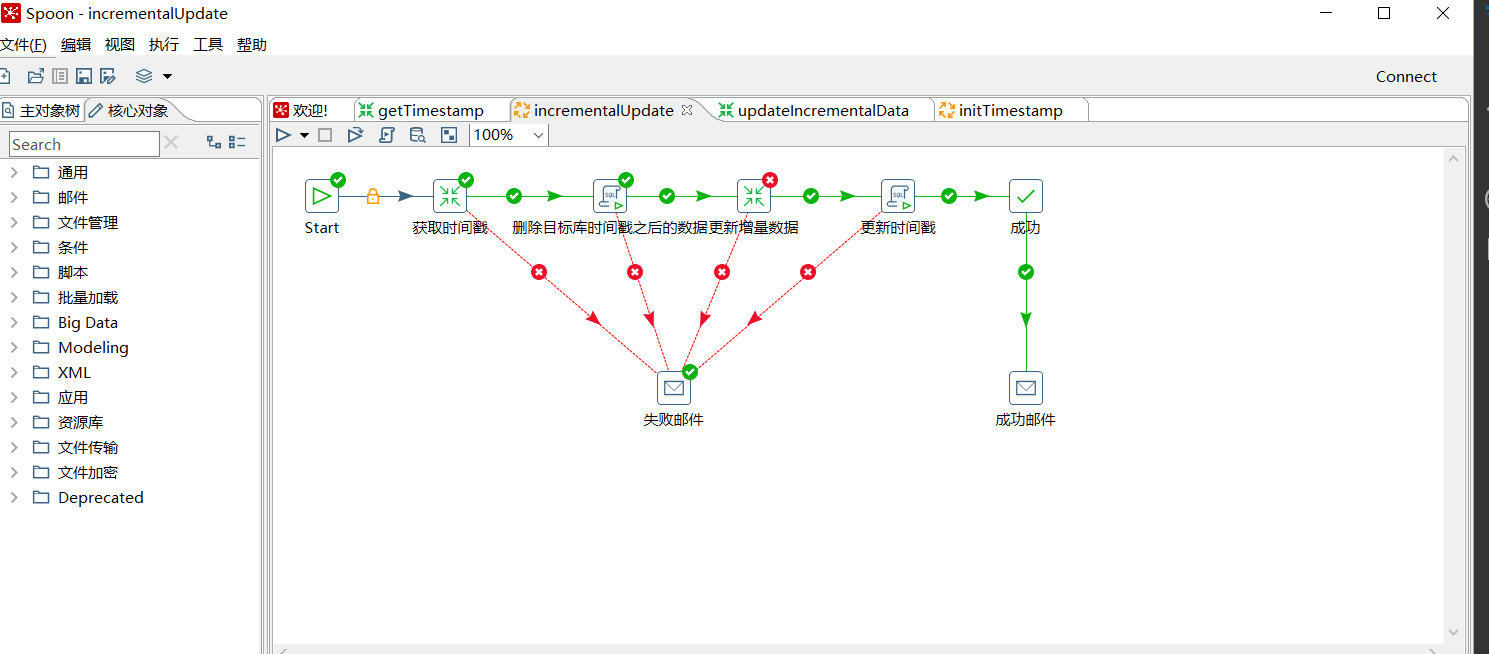 Spoon - incrementalUpdate
文件(F) 编辑 视图 执行 工具 帮助
Connect
主对象树 核心对象
欢迎! getTimestamp incrementalUpdate updateIncrementalData initTimestamp
Search
100%
通用
邮件
文件管理
条件
脚本
批量加载
Big Data
Modeling
XML
应用
资源库
文件传输
文件加密
Deprecated
SQL SQL
Start 获取时间戳 删除目标库时间戳之后的数据 更新增量数据 更新时间戳 成功
失败邮件 成功邮件